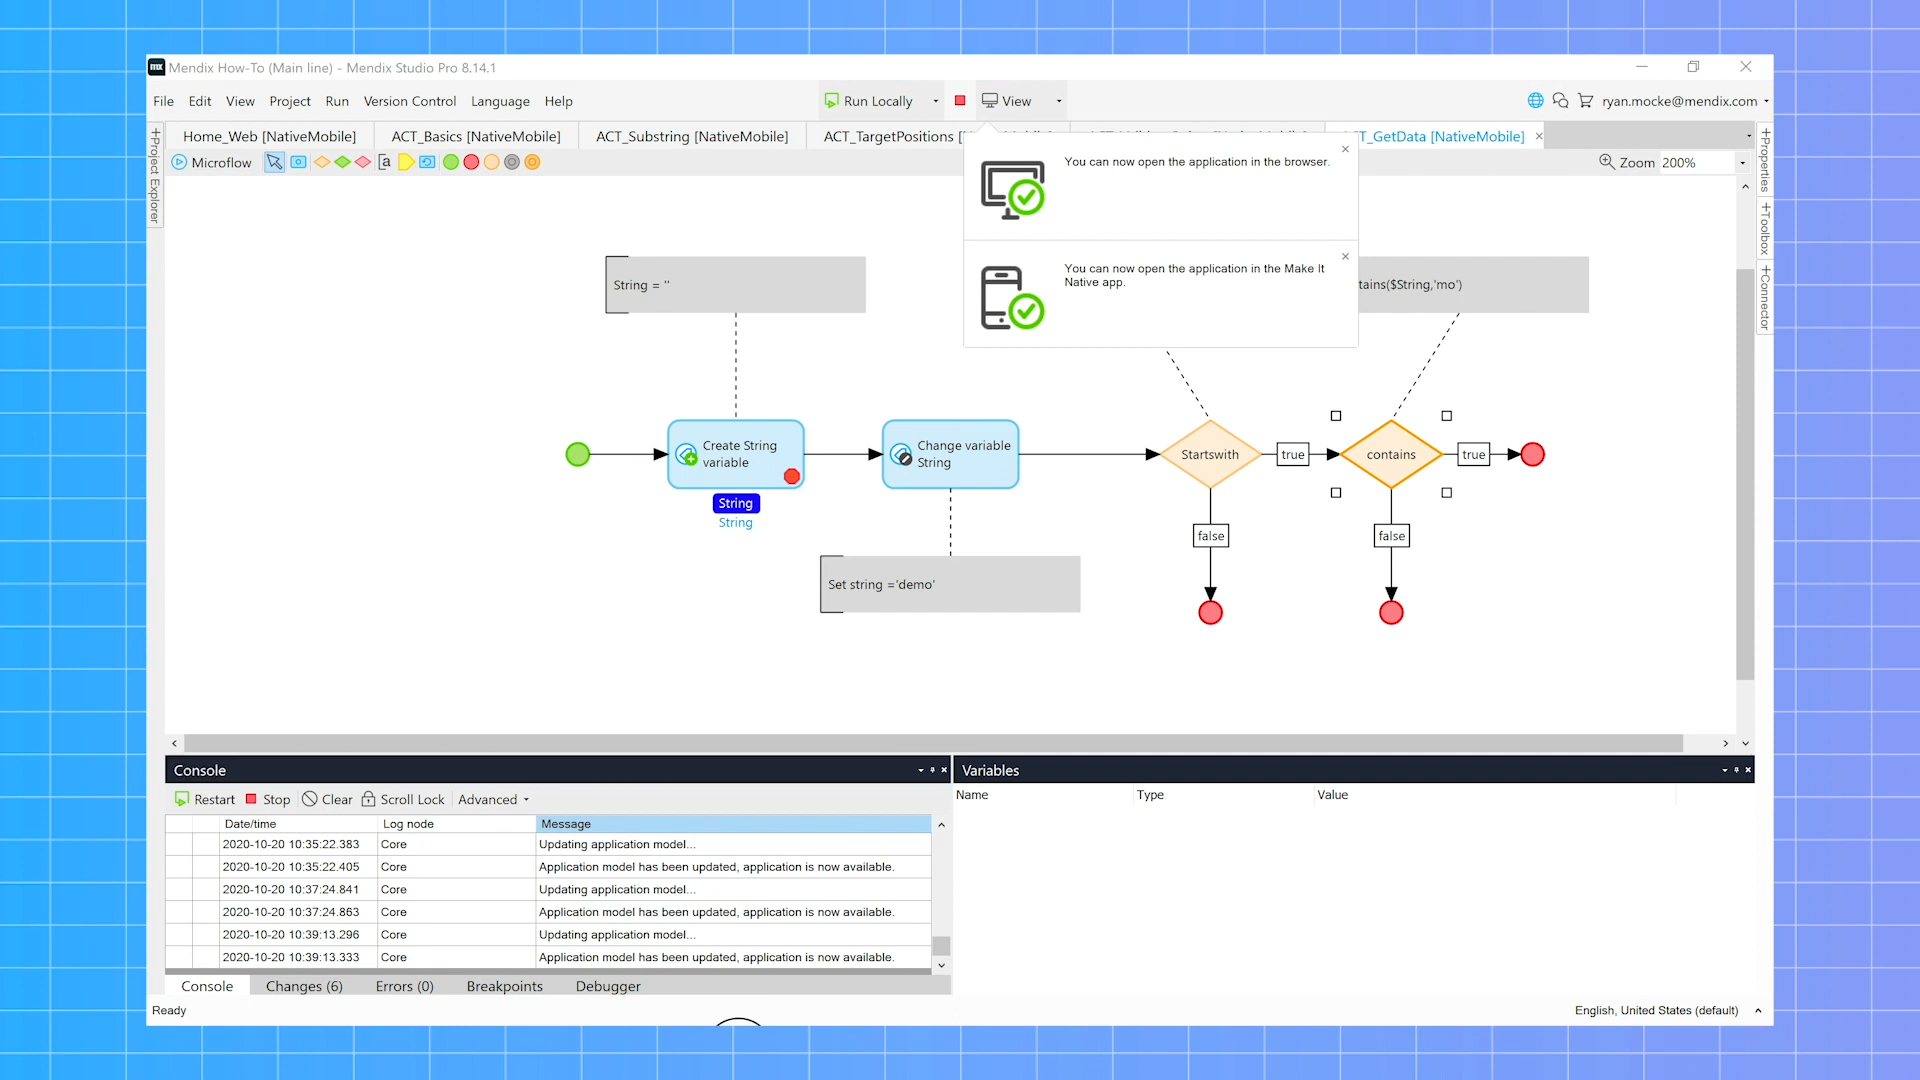 mx Mendix How-To (Main line) - Mendix Studio Pro 8.14.1
File Edit View Project Run Version Control Language Help Run Locally View ryan.mocke@mendix.com
Home_Web [NativeMobile] ACT_Basics [NativeMobile] ACT_Substring [NativeMobile] ACT_TargetPositions [ T_GetData [NativeMobile]
Microflow Zoom 200%
Project Explorer
Properties
Toolbox
Connector
You can now open the application in the browser.
You can now open the application in the Make It
Native app.
String = ''
tains($String,'mo')
Create String
variable
Change variable
String
Startswith
true
contains
true
String
String
false
false
Set string ='demo'
Console
Variables
Restart Stop Clear Scroll Lock Advanced
Name Type Value
Date/time Log node Message
2020-10-20 10:35:22.383 Core Updating application model...
2020-10-20 10:35:22.405 Core Application model has been updated, application is now available.
2020-10-20 10:37:24.841 Core Updating application model...
2020-10-20 10:37:24.863 Core Application model has been updated, application is now available.
2020-10-20 10:39:13.296 Core Updating application model...
2020-10-20 10:39:13.333 Core Application model has been updated, application is now available.
Console Changes (6) Errors (0) Breakpoints Debugger
Ready English, United States (default)